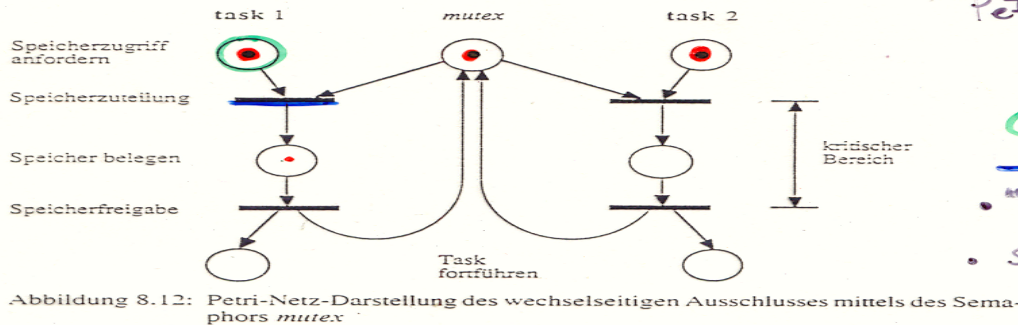 task 1 mutex task 2
Speicherzugriff
anfordern
Speicherzuteilung
Speicher belegen
kritischer
Bereich
Speicherfreigabe
Task
fortführen
Abbildung 8.12: Petri-Netz-Darstellung des wechselseitigen Ausschlusses mittels des Sema-
phors mutex